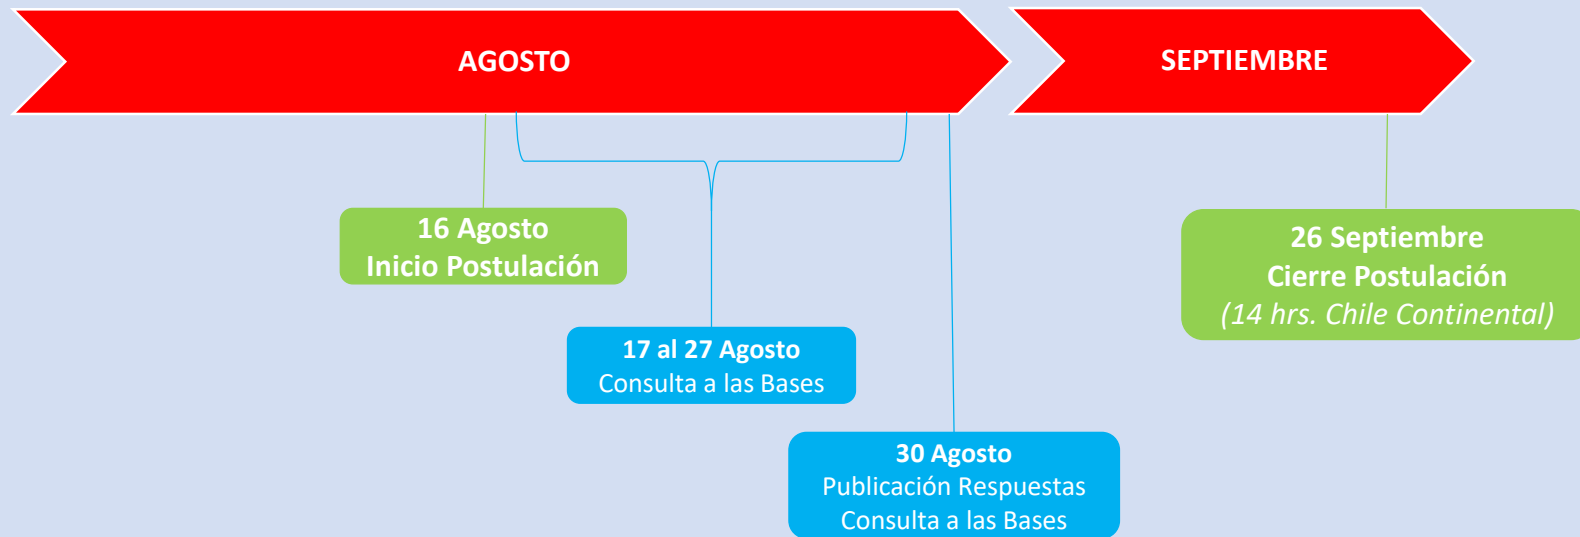 AGOSTO
SEPTIEMBRE
16 Agosto
Inicio Postulación
17 al 27 Agosto
Consulta a las Bases
30 Agosto
Publicación Respuestas
Consulta a las Bases
26 Septiembre
Cierre Postulación
(14 hrs. Chile Continental)